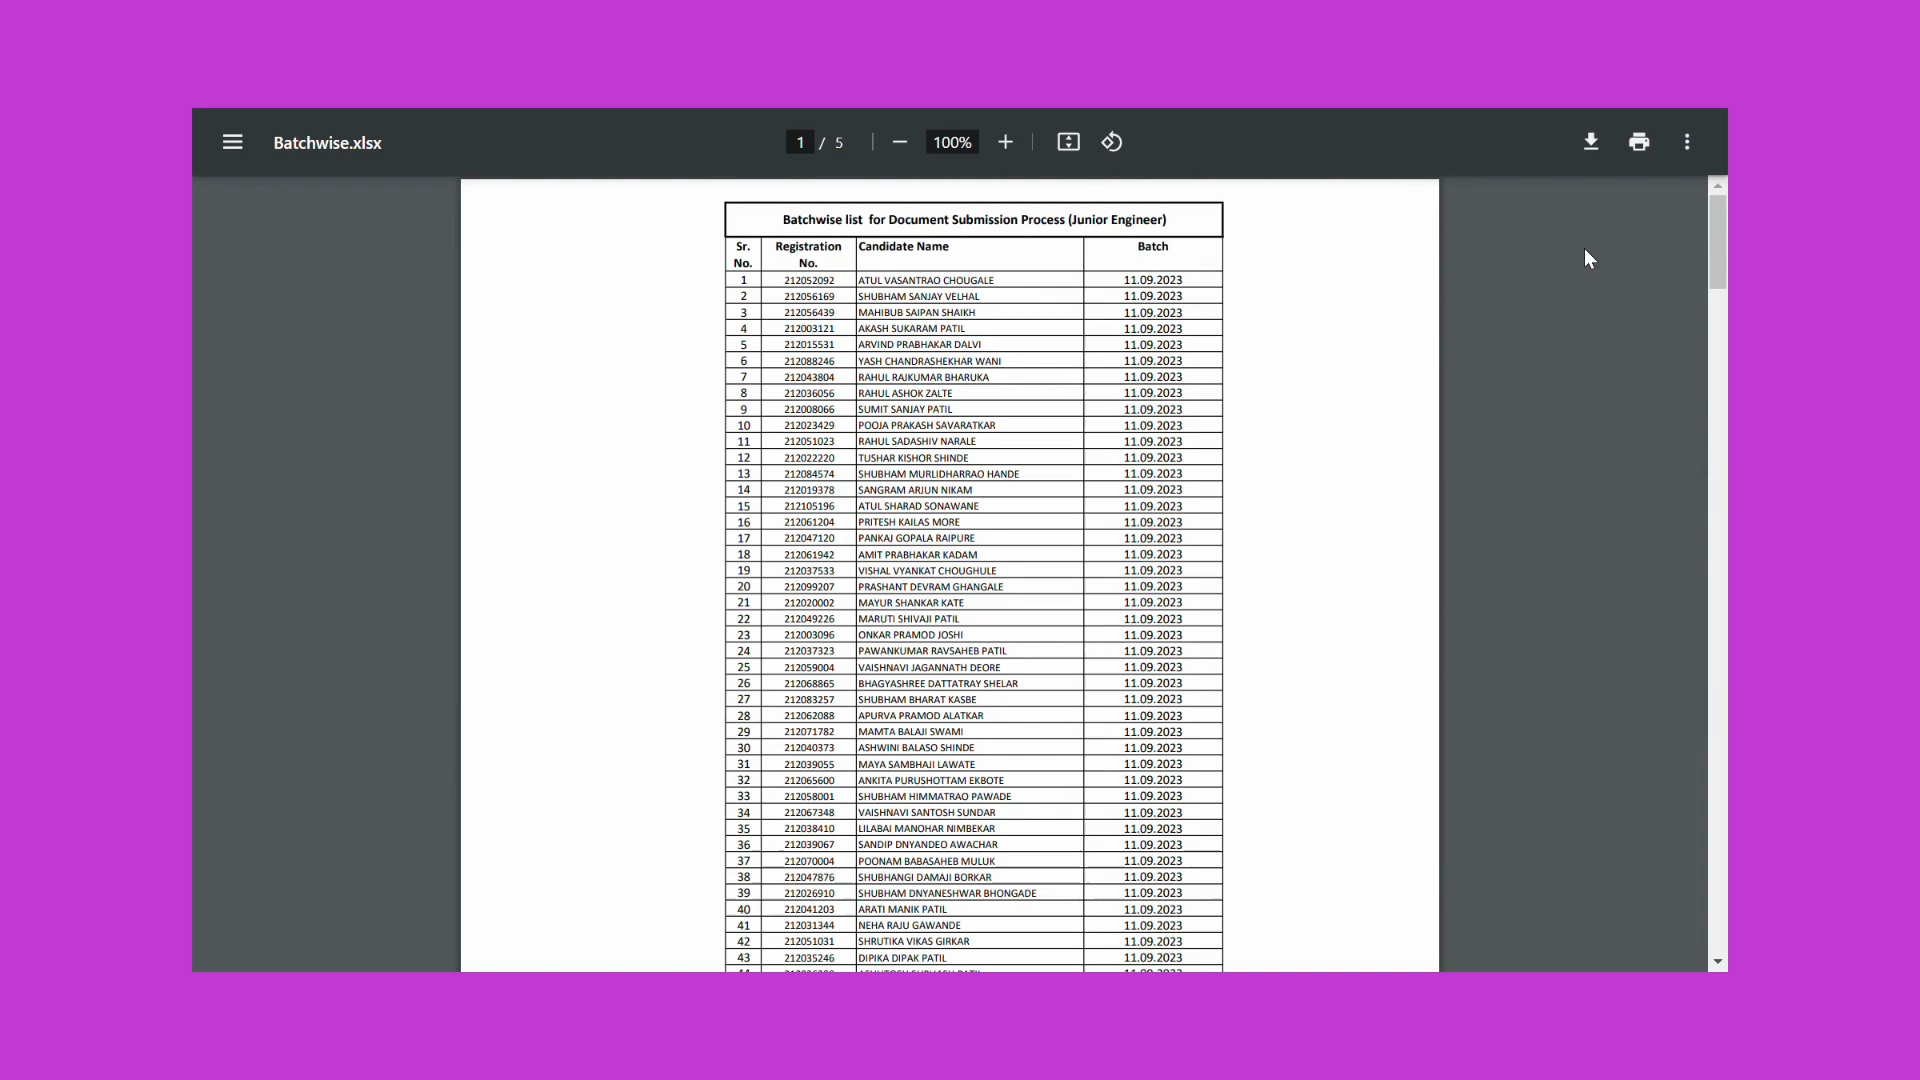 Batchwise.xlsx
1 / 5
100%
Batchwise list for Document Submission Process (Junior Engineer)
Sr. No. Registration No. Candidate Name Batch
1 212052092 ATUL VASANTRAO CHOUGALE 11.09.2023
2 212056169 SHUBHAM SANJAY VELHAL 11.09.2023
3 212056439 MAHIBUB SAIPAN SHAIKH 11.09.2023
4 212003121 AKASH SUKARAM PATIL 11.09.2023
5 212015531 ARVIND PRABHAKAR DALVI 11.09.2023
6 212088246 YASH CHANDRASHEKHAR WANI 11.09.2023
7 212043804 RAHUL RAJKUMAR BHARUKA 11.09.2023
8 212036056 RAHUL ASHOK ZALTE 11.09.2023
9 212008066 SUMIT SANJAY PATIL 11.09.2023
10 212023429 POOJA PRAKASH SAVARATKAR 11.09.2023
11 212051023 RAHUL SADASHIV NARALE 11.09.2023
12 212022220 TUSHAR KISHOR SHINDE 11.09.2023
13 212084574 SHUBHAM MURLIDHARRAO HANDE 11.09.2023
14 212019378 SANGRAM ARJUN NIKAM 11.09.2023
15 212105196 ATUL SHARAD SONAWANE 11.09.2023
16 212061204 PRITESH KAILAS MORE 11.09.2023
17 212047120 PANKAJ GOPALA RAIPURE 11.09.2023
18 212061942 AMIT PRABHAKAR KADAM 11.09.2023
19 212037533 VISHAL VYANKAT CHOUGHULE 11.09.2023
20 212099207 PRASHANT DEVRAM GHANGALE 11.09.2023
21 212020002 MAYUR SHANKAR KATE 11.09.2023
22 212049226 MARUTI SHIVAJI PATIL 11.09.2023
23 212003096 ONKAR PRAMOD JOSHI 11.09.2023
24 212037323 PAWANKUMAR RAVSAHEB PATIL 11.09.2023
25 212059004 VAISHNAVI JAGANNATH DEORE 11.09.2023
26 212068865 BHAGYASHREE DATTATRAY SHELAR 11.09.2023
27 212083257 SHUBHAM BHARAT KASBE 11.09.2023
28 212062088 APURVA PRAMOD ALATKAR 11.09.2023
29 212071782 MAMTA BALAJI SWAMI 11.09.2023
30 212040373 ASHWINI BALASO SHINDE 11.09.2023
31 212039055 MAYA SAMBHAJI LAWATE 11.09.2023
32 212065600 ANKITA PURUSHOTTAM EKBOTE 11.09.2023
33 212058001 SHUBHAM HIMMATRAO PAWADE 11.09.2023
34 212067348 VAISHNAVI SANTOSH SUNDAR 11.09.2023
35 212038410 LILABAI MANOHAR NIMBEKAR 11.09.2023
36 212039067 SANDIP DNYANDEO AWACHAR 11.09.2023
37 212070004 POONAM BABASAHEB MULUK 11.09.2023
38 212047876 SHUBHANGI DAMAJI BORKAR 11.09.2023
39 212026910 SHUBHAM DNYANESHWAR BHONGADE 11.09.2023
40 212041203 ARATI MANIK PATIL 11.09.2023
41 212031344 NEHA RAJU GAWANDE 11.09.2023
42 212051031 SHRUTIKA VIKAS GIRKAR 11.09.2023
43 212035246 DIPIKA DIPAK PATIL 11.09.2023